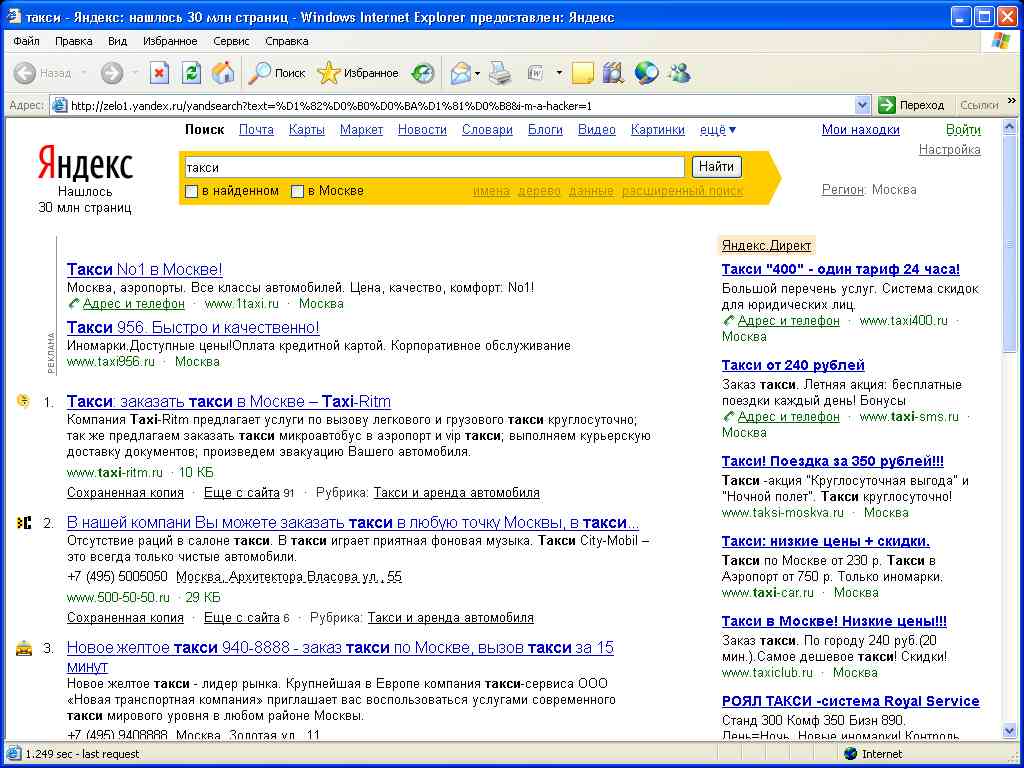 такси - Яндекс: нашлось 30 млн страниц - Windows Internet Explorer предоставлен: Яндекс
Файл Правка Вид Избранное Сервис Справка
Назад Поиск Избранное
Адрес: http://zelo1.yandex.ru/yandsearch?text=%D1%82%D0%B0%D0%BA%D1%81%D0%B8&i-m-a-hacker=1 Переход Ссылки »
Поиск Почта Карты Маркет Новости Словари Блоги Видео Картинки ещё▼ Мои находки Войти
Настройка
Яндекс
Нашлось
30 млн страниц
такси Найти
в найденном в Москве имена дерево данные расширенный поиск
Регион: Москва
РЕКЛАМА
Такси No1 в Москве!
Москва, аэропорты. Все классы автомобилей. Цена, качество, комфорт: No1!
Адрес и телефон · www.1taxi.ru · Москва
Такси 956. Быстро и качественно!
Иномарки.Доступные цены!Оплата кредитной картой. Корпоративное обслуживание
www.taxi956.ru · Москва
1. Такси: заказать такси в Москве – Taxi-Ritm
Компания Taxi-Ritm предлагает услуги по вызову легкового и грузового такси круглосуточно;
так же предлагаем заказать такси микроавтобус в аэропорт и vip такси; выполняем курьерскую
доставку документов; произведем эвакуацию Вашего автомобиля.
www.taxi-ritm.ru · 10 КБ
Сохраненная копия · Еще с сайта 91 · Рубрика: Такси и аренда автомобиля
2. В нашей компани Вы можете заказать такси в любую точку Москвы, в такси...
Отсутствие раций в салоне такси. В такси играет приятная фоновая музыка. Такси City-Mobil –
это всегда только чистые автомобили.
+7 (495) 5005050 Москва, Архитектора Власова ул., 55
www.500-50-50.ru · 29 КБ
Сохраненная копия · Еще с сайта 6 · Рубрика: Такси и аренда автомобиля
3. Новое желтое такси 940-8888 - заказ такси по Москве, вызов такси за 15
минут
Новое желтое такси - лидер рынка. Крупнейшая в Европе компания такси-сервиса ООО
«Новая транспортная компания» приглашает вас воспользоваться услугами современного
такси мирового уровня в любом районе Москвы.
+7 (495) 9408888 Москва, Золотая ул., 11
Яндекс.Директ
Такси "400" - один тариф 24 часа!
Большой перечень услуг. Система скидок
для юридических лиц.
Адрес и телефон · www.taxi400.ru ·
Москва
Такси от 240 рублей
Заказ такси. Летняя акция: бесплатные
поездки каждый день! Бонусы
Адрес и телефон · www.taxi-sms.ru ·
Москва
Такси! Поездка за 350 рублей!!!
Такси -акция "Круглосуточная выгода" и
"Ночной полет". Такси круглосуточно!
www.taksi-moskva.ru · Москва
Такси: низкие цены + скидки.
Такси по Москве от 230 р. Такси в
Аэропорт от 750 р. Только иномарки.
www.taxi-car.ru · Москва
Такси в Москве! Низкие цены!!!
Заказ такси. По городу 240 руб.(20
мин.).Самое дешевое такси! Скидки!
www.taxiclub.ru · Москва
РОЯЛ ТАКСИ -система Royal Service
Станд 300 Комф 350 Бизн 890.
День=Ночь. Новые иномарки! Контроль
1.249 sec - last request Internet